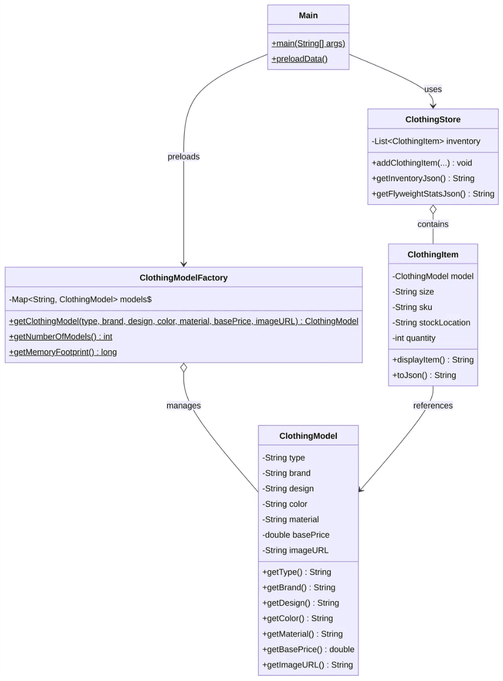 Main
+main(String[] args)
+preloadData()
uses
preloads
ClothingStore
-List<ClothingItem> inventory
+addClothingItem(...) : void
+getInventoryJson() : String
+getFlyweightStatsJson() : String
contains
ClothingModelFactory
-Map<String, ClothingModel> models$
+getClothingModel(type, brand, design, color, material, basePrice, imageURL) : ClothingModel
+getNumberOfModels() : int
+getMemoryFootprint() : long
ClothingItem
-ClothingModel model
-String size
-String sku
-String stockLocation
-int quantity
+displayItem() : String
+toJson() : String
manages
references
ClothingModel
-String type
-String brand
-String design
-String color
-String material
-double basePrice
-String imageURL
+getType() : String
+getBrand() : String
+getDesign() : String
+getColor() : String
+getMaterial() : String
+getBasePrice() : double
+getImageURL() : String